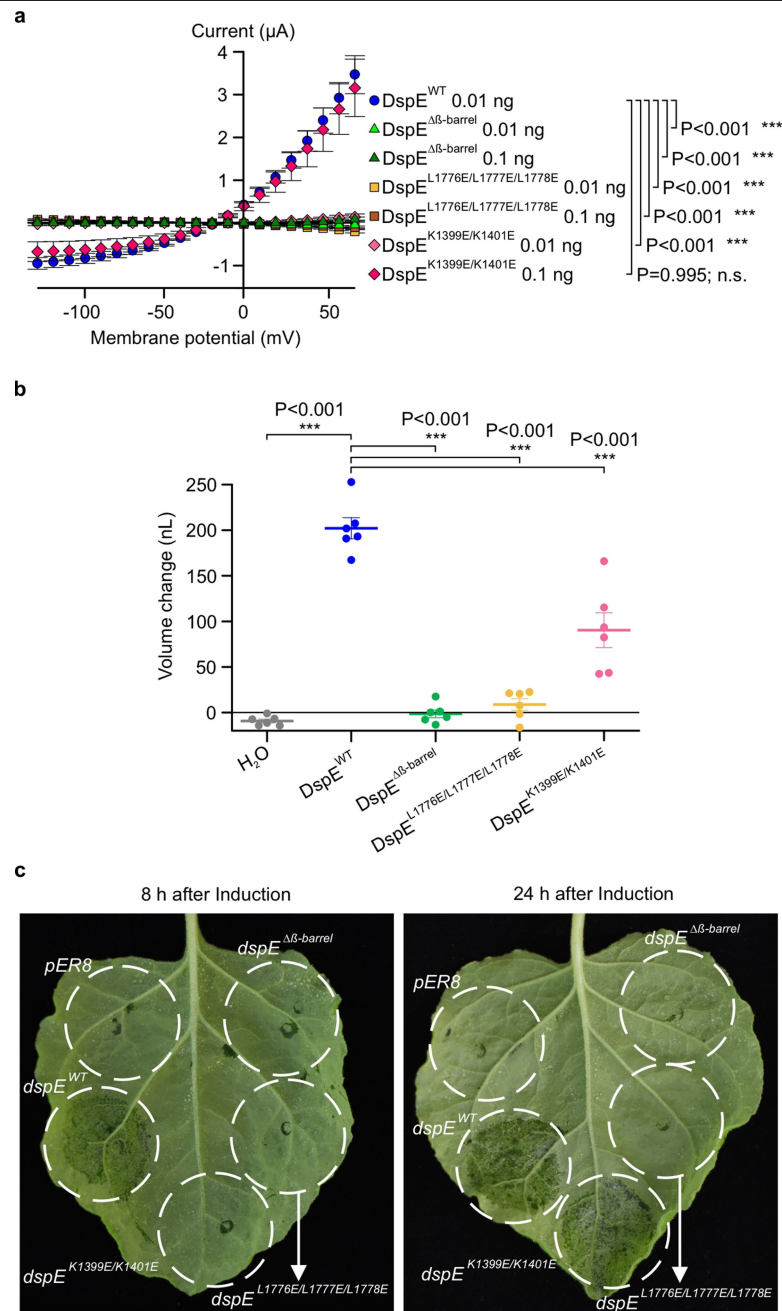 a
Current (µA)
4
3
2
1
-1
-100 -50 0 50
Membrane potential (mV)
DspE^WT 0.01 ng
DspE^Δß-barrel 0.01 ng
DspE^Δß-barrel 0.1 ng
DspE^L1776E/L1777E/L1778E 0.01 ng
DspE^L1776E/L1777E/L1778E 0.1 ng
DspE^K1399E/K1401E 0.01 ng
DspE^K1399E/K1401E 0.1 ng
P<0.001 ***
P<0.001 ***
P<0.001 ***
P<0.001 ***
P<0.001 ***
P=0.995; n.s.
b
P<0.001
***
P<0.001
***
P<0.001
***
P<0.001
***
Volume change (nL)
250
200
150
100
50
0
H₂O
DspE^WT
DspE^Δß-barrel
DspE^L1776E/L1777E/L1778E
DspE^K1399E/K1401E
c
8 h after Induction
pER8
dspE^Δß-barrel
dspE^WT
dspE^K1399E/K1401E
dspE^L1776E/L1777E/L1778E
24 h after Induction
dspE^Δß-barrel
pER8
dspE^WT
dspE^K1399E/K1401E
dspE^L1776E/L1777E/L1778E